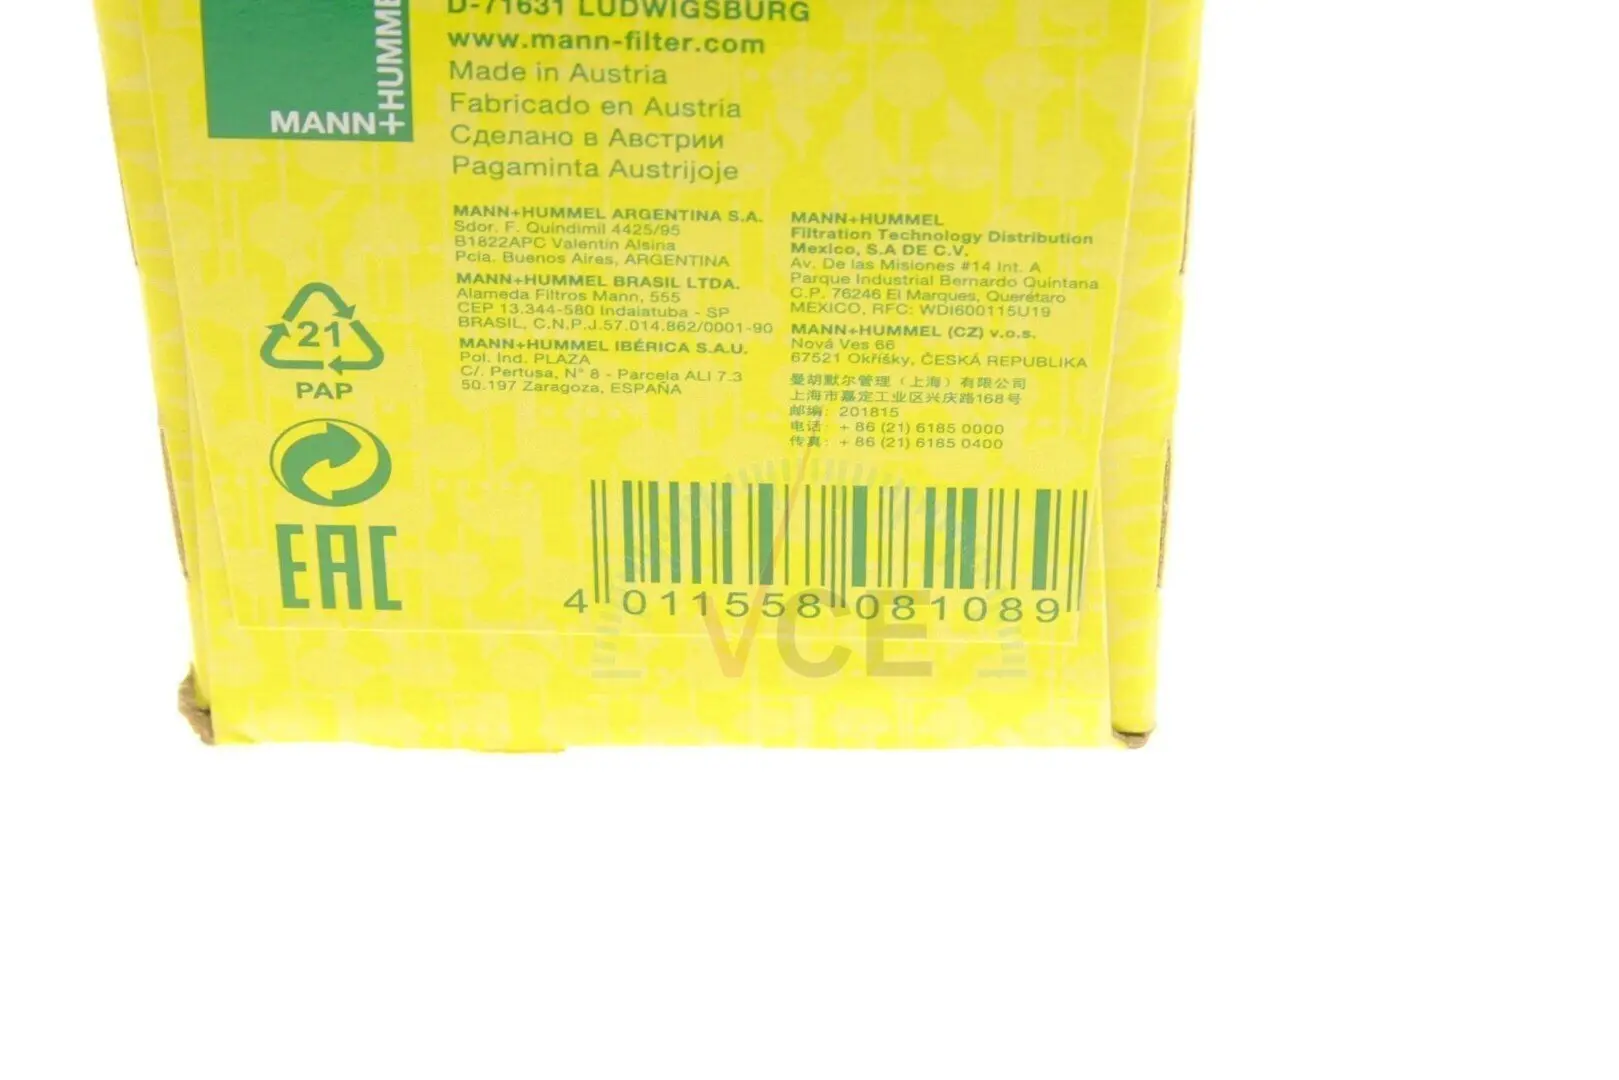 D-71631 LUDWIGSBURG
www.mann-filter.com
Made in Austria
Fabricado en Austria
Сделано в Австрии
Pagaminta Austrijoje
MANN+
HUMME
MANN+HUMMEL ARGENTINA S.A.
Sdor. F. Quindimil 4425/95
B1822APC Valentín Alsina
Pcia. Buenos Aires, ARGENTINA
MANN+HUMMEL BRASIL LTDA.
Alameda Filtros Mann, 555
CEP 13.344-580 Indaiatuba - SP
BRASIL, C.N.P.J.57.014.862/0001-90
MANN+HUMMEL IBÉRICA S.A.U.
Pol. Ind. PLAZA
C/. Pertusa, N° 8 - Parcela ALI 7.3
50.197 Zaragoza, ESPAÑA
MANN+HUMMEL
Filtration Technology Distribution
Mexico, S.A DE C.V.
Av. De las Misiones #14 Int. A
Parque Industrial Bernardo Quintana
C.P. 76246 El Marques, Querétaro
MEXICO, RFC: WDI600115U19
MANN+HUMMEL (CZ) v.o.s.
Nová Ves 66
67521 Okříšky, ČESKÁ REPUBLIKA
曼胡默尔管理（上海）有限公司
上海市嘉定工业区兴庆路168号
邮编: 201815
电话: + 86 (21) 6185 0000
传真: + 86 (21) 6185 0400
21
PAP
EAC
4 011558 081089
VCE